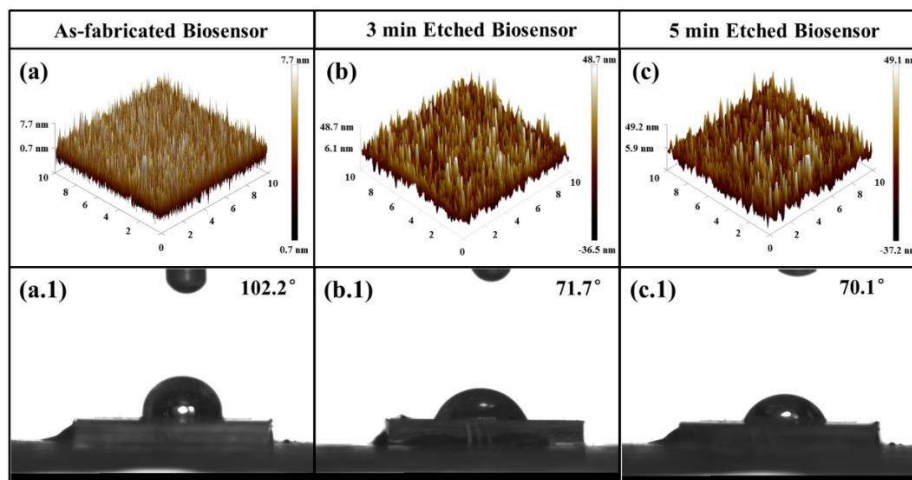 As-fabricated Biosensor
3 min Etched Biosensor
5 min Etched Biosensor
(a)
7.7 nm
7.7 nm
0.7 nm
10
8
6
4
2
0
2
4
6
8
10
0.7 nm
(b)
48.7 nm
48.7 nm
6.1 nm
10
8
6
4
2
0
2
4
6
8
10
-36.5 nm
(c)
49.1 nm
49.2 nm
5.9 nm
10
8
6
4
2
0
2
4
6
8
10
-37.2 nm
(a.1)
102.2°
(b.1)
71.7°
(c.1)
70.1°